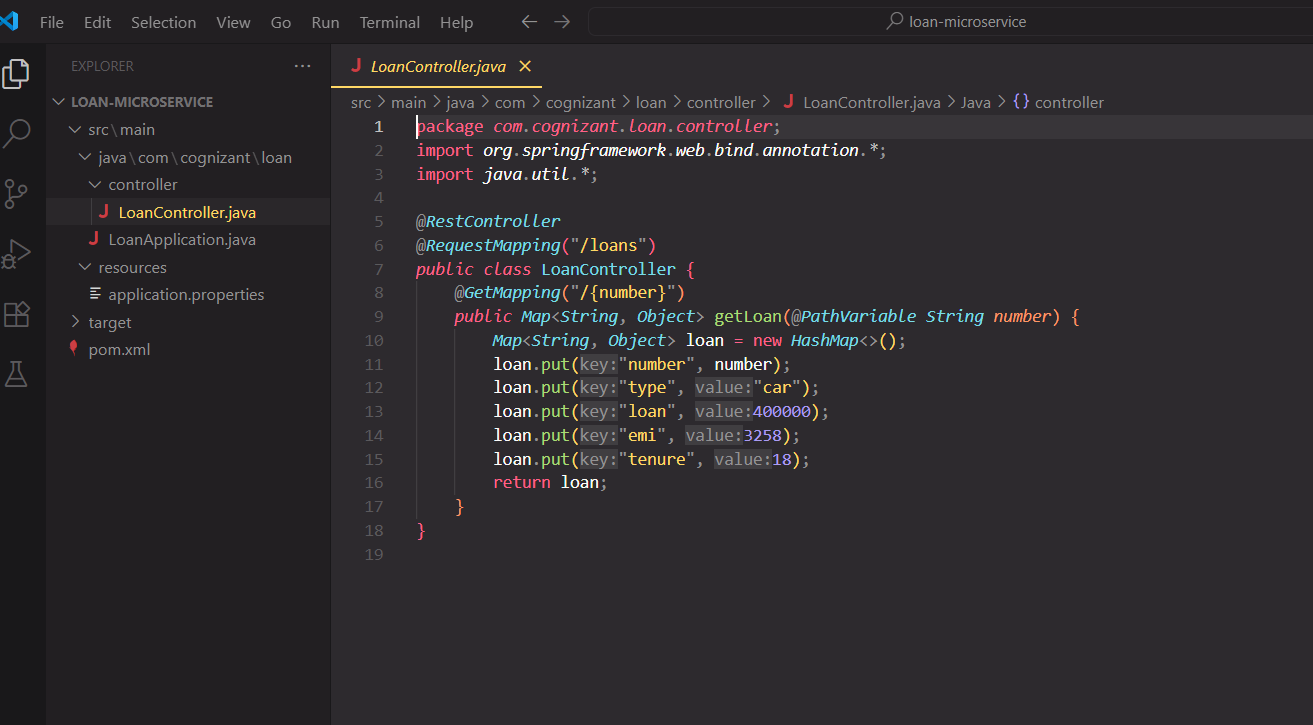 File Edit Selection View Go Run Terminal Help ← → loan-microservice
EXPLORER ...
LOAN-MICROSERVICE
src\main
java\com\cognizant\loan
controller
LoanController.java
LoanApplication.java
resources
application.properties
target
pom.xml
J LoanController.java ×
src > main > java > com > cognizant > loan > controller > J LoanController.java > Java > {} controller
1 package com.cognizant.loan.controller;
2 import org.springframework.web.bind.annotation.*;
3 import java.util.*;
4
5 @RestController
6 @RequestMapping("/loans")
7 public class LoanController {
8     @GetMapping("/{number}")
9     public Map<String, Object> getLoan(@PathVariable String number) {
10         Map<String, Object> loan = new HashMap<>();
11         loan.put(key:"number", number);
12         loan.put(key:"type", value:"car");
13         loan.put(key:"loan", value:400000);
14         loan.put(key:"emi", value:3258);
15         loan.put(key:"tenure", value:18);
16         return loan;
17     }
18 }
19